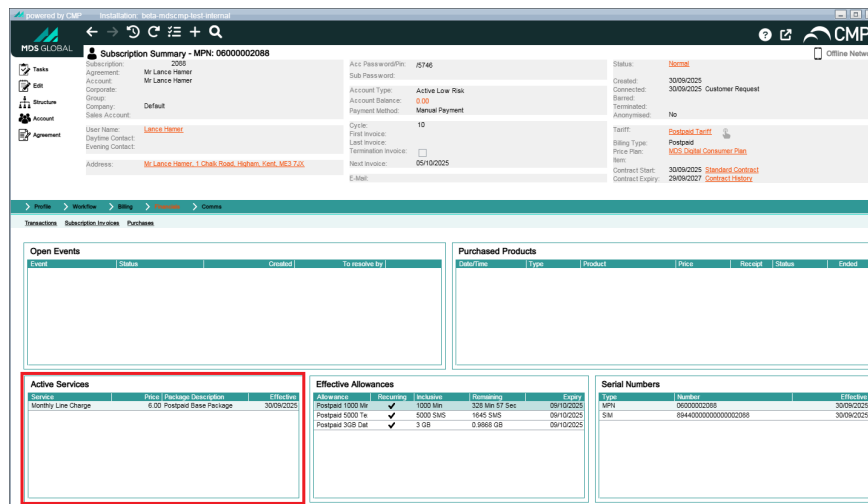 powered by CMP Installation: beta-mdscmp-test-internal
MDS GLOBAL
CMP
Subscription Summary - MPN: 06000002088
Offline Netw
Tasks
Edit
Structure
Account
Agreement
Subscription: 2088
Agreement: Mr Lance Hamer
Account: Mr Lance Hamer
Corporate:
Group:
Company: Default
Sales Account:
User Name: Lance Hamer
Daytime Contact:
Evening Contact:
Address: Mr Lance Hamer, 1 Chalk Road, Higham, Kent, ME3 7JX.
Acc Password/Pin: /5746
Sub Password:
Account Type: Active Low Risk
Account Balance: 0.00
Payment Method: Manual Payment
Cycle: 10
First Invoice:
Last Invoice:
Termination Invoice:
Next Invoice: 05/10/2025
E-Mail:
Status: Normal
Created: 30/09/2025
Connected: 30/09/2025 Customer Request
Barred:
Terminated:
Anonymised: No
Tariff: Postpaid Tariff
Billing Type: Postpaid
Price Plan: MDS Digital Consumer Plan
Item:
Contract Start: 30/09/2025 Standard Contract
Contract Expiry: 29/09/2027 Contract History
Profile Workflow Billing Products Comms
Transactions Subscription Invoices Purchases
Open Events
Event Status Created To resolve by
Purchased Products
Date/Time Type Product Price Receipt Status Ended
Active Services
Service Price Package Description Effective
Monthly Line Charge 6.00 Postpaid Base Package 30/09/2025
Effective Allowances
Allowance Recurring Inclusive Remaining Expiry
Postpaid 1000 Mir 1000 Min 328 Min 57 Sec 09/10/2025
Postpaid 5000 Te 5000 SMS 1645 SMS 09/10/2025
Postpaid 3GB Dat 3 GB 0.9868 GB 09/10/2025
Serial Numbers
Type Number Effective
MPN 06000002088 30/09/2025
SIM 8944000000000002088 30/09/2025